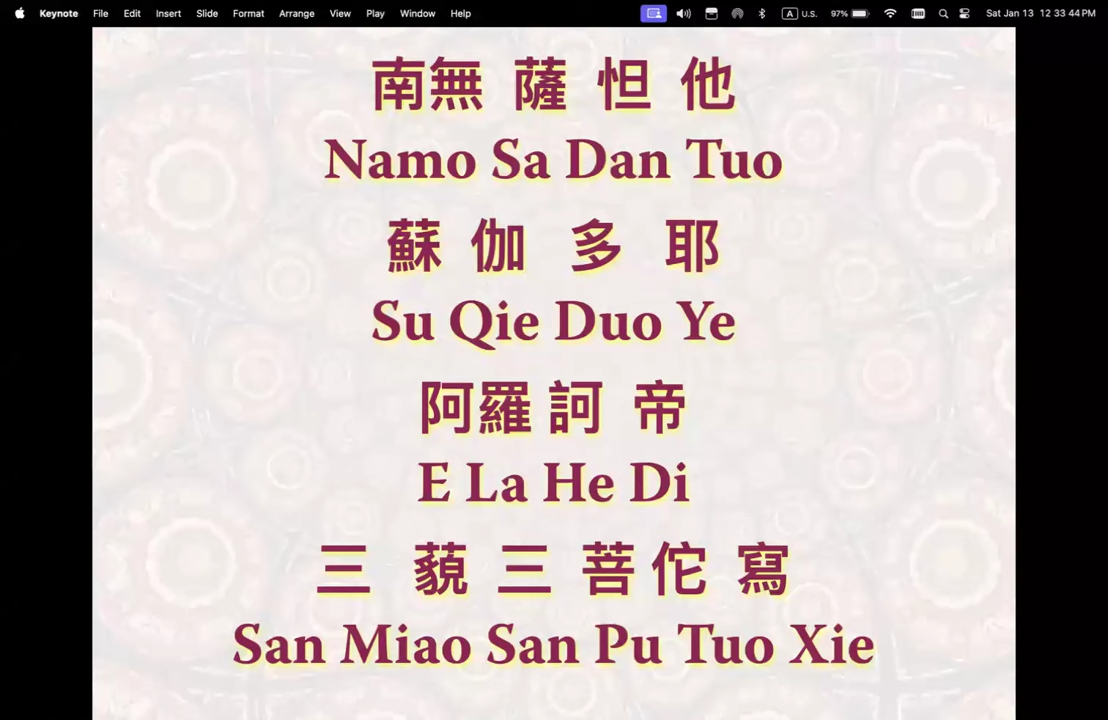 Keynote File Edit Insert Slide Format Arrange View Play Window Help A U.S. 97% Sat Jan 13 12 33 44 PM
南無 薩 怛 他
Namo Sa Dan Tuo
蘇 伽 多 耶
Su Qie Duo Ye
阿羅 訶 帝
E La He Di
三 藐 三 菩 佗 寫
San Miao San Pu Tuo Xie